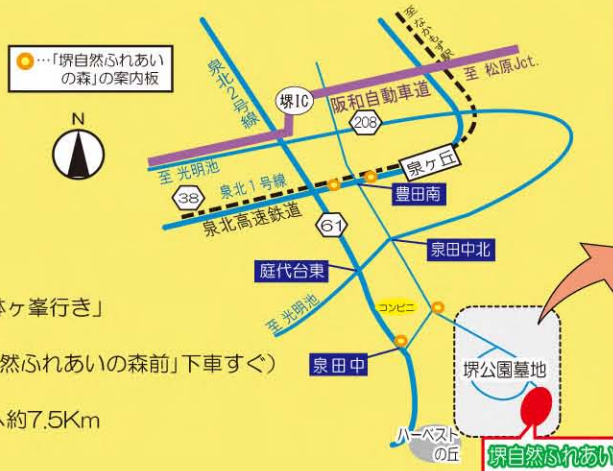 …「堺自然ふれあい
の森」の案内板
N
至 なかもず駅
至 松原Jct.
泉北2号線
堺IC
阪和自動車道
208
至 光明池
泉ヶ丘
泉北1号線
38
泉北高速鉄道
豊田南
61
泉田中北
庭代台東
至 光明池
コンビニ
泉田中
堺公園墓地
ハーベスト
の丘
堺自然ふれあい
ヶ峯行き」
然ふれあいの森前」下車すぐ)
約7.5Km